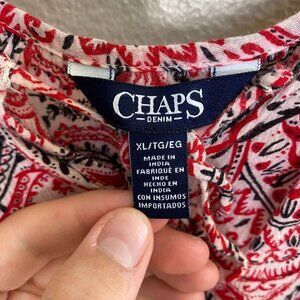 CHAPS
DENIM
XL/TG/EG
MADE IN
INDIA
FABRIQUÉ EN
INDE
HECHO EN
INDIA
CON INSUMOS
IMPORTADOS